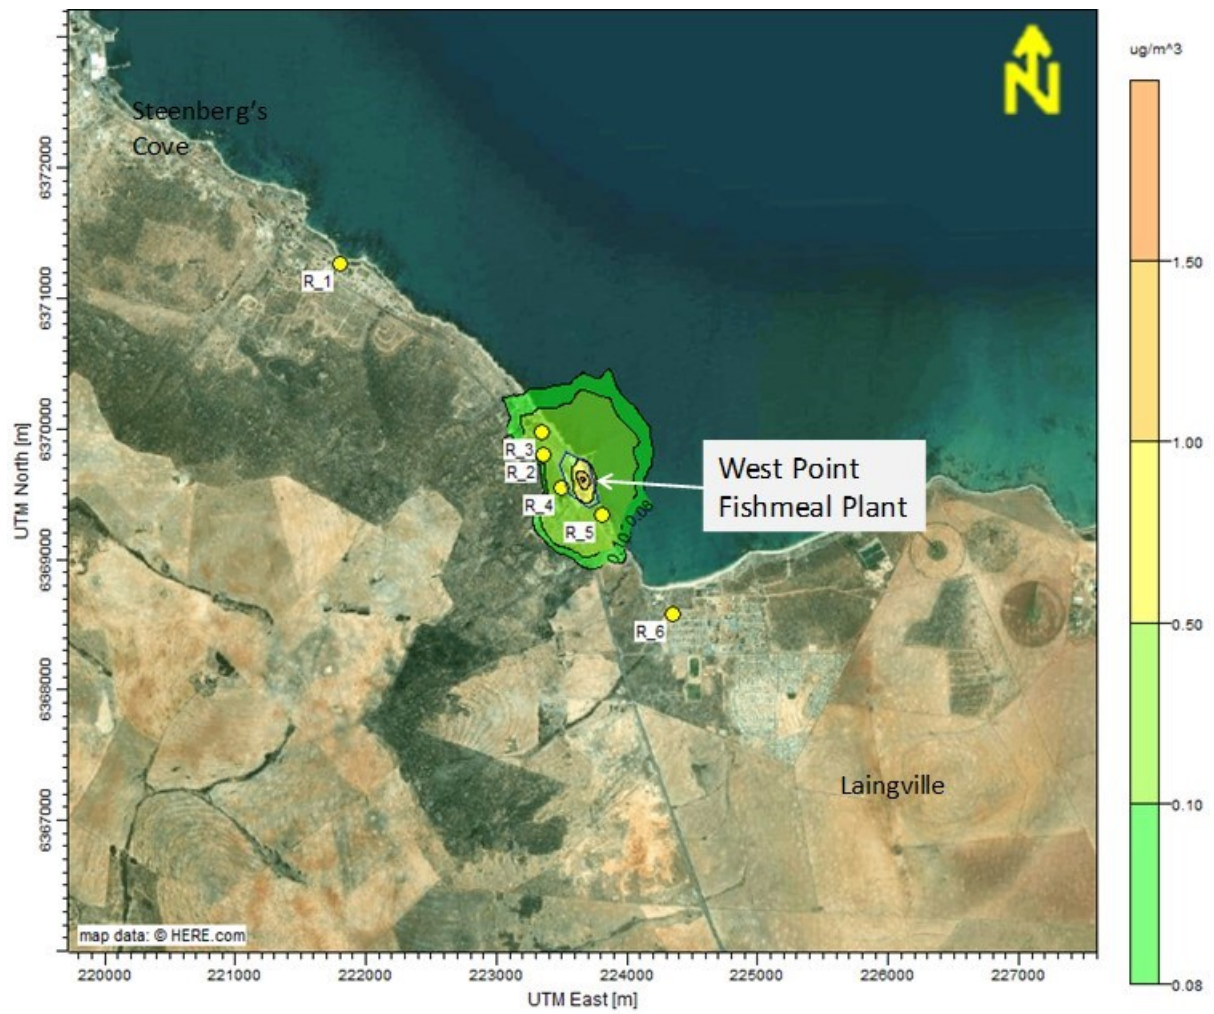 ug/m^3
N
Steenberg's
Cove
R_1
R_3
R_2
R_4
R_5
R_6
West Point
Fishmeal Plant
Laingville
map data: © HERE.com
1.50
1.00
0.50
0.10
0.08
UTM North [m]
6372000
6371000
6370000
6369000
6368000
6367000
220000 221000 222000 223000 224000 225000 226000 227000
UTM East [m]